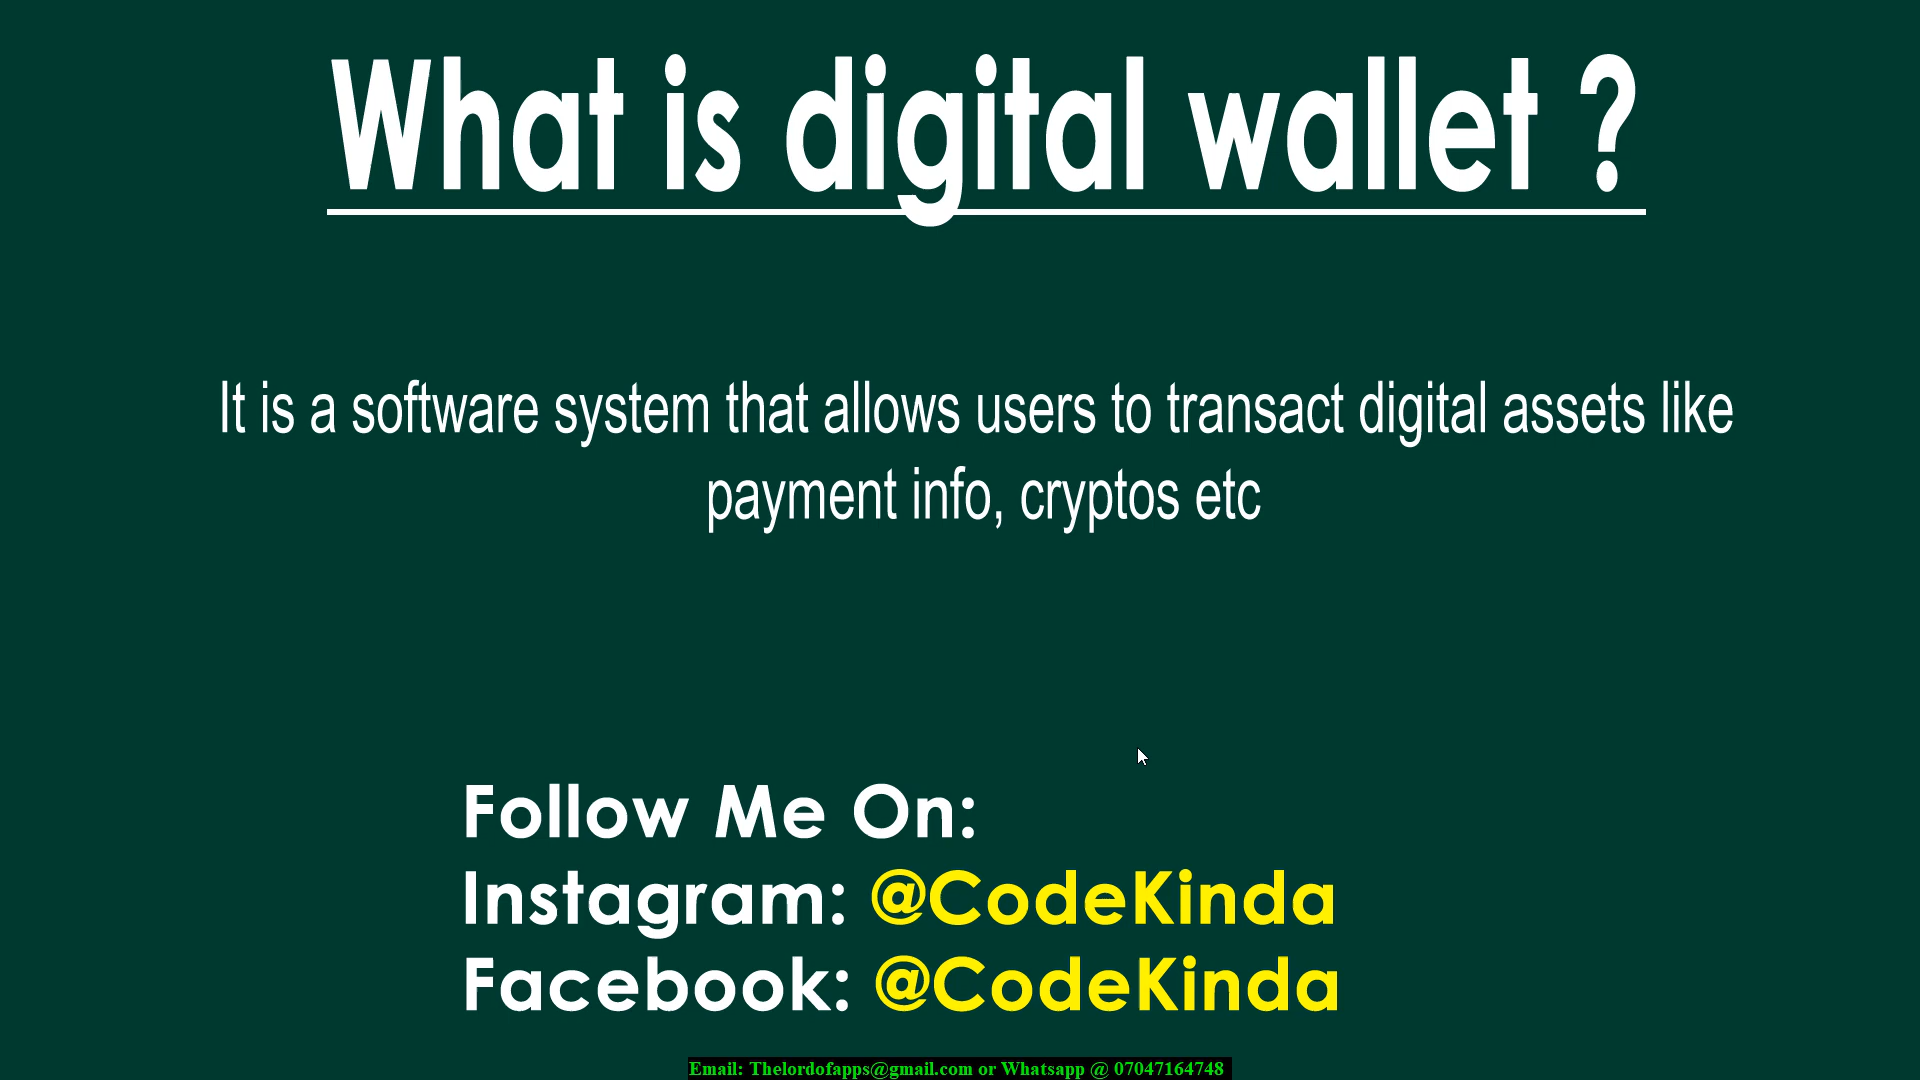 What is digital wallet ?
It is a software system that allows users to transact digital assets like
payment info, cryptos etc
Follow Me On:
Instagram: @CodeKinda
Facebook: @CodeKinda
Email: Thelordofapps@gmail.com or Whatsapp @ 07047164748